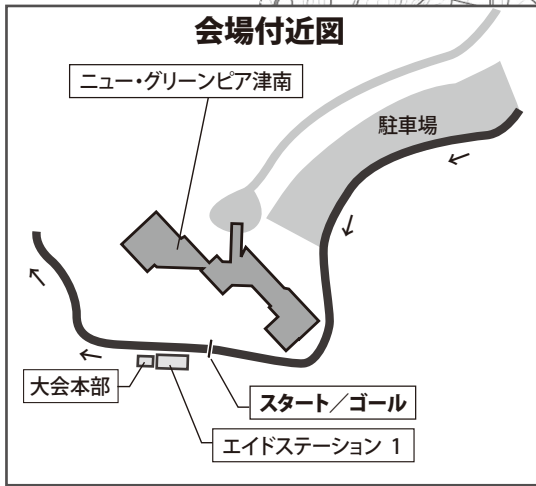 会場付近図
ニュー・グリーンピア津南
駐車場
大会本部
スタート／ゴール
エイドステーション 1